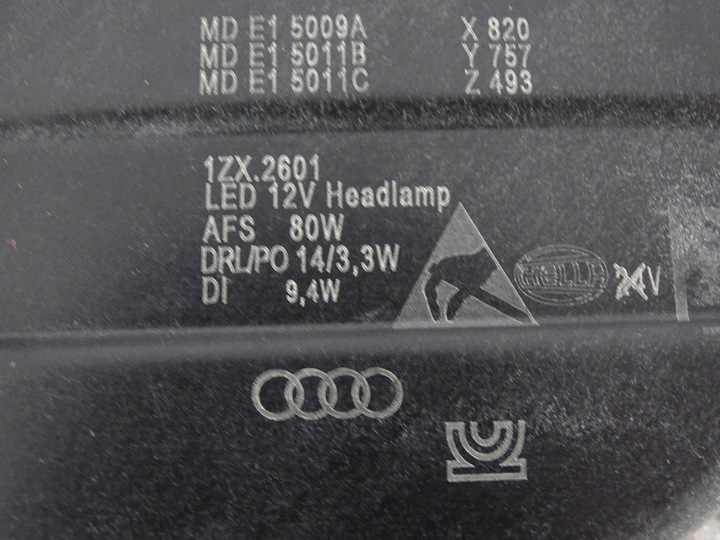 MD E1 5009A X 820
MD E1 5011B Y 757
MD E1 5011C Z 493
1ZX.2601
LED 12V Headlamp
AFS 80W
DRL/PO 14/3,3W
DI 9,4W
HELLA 24V